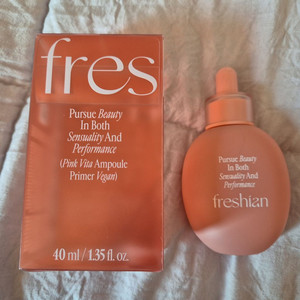 fres
Pursue Beauty
In Both
Sensuality And
Performance
(Pink Vita Ampoule
Primer Vegan)
40 ml / 1.35 fl. oz.
Pursue Beauty
In Both
Sensuality And
Performance
freshian